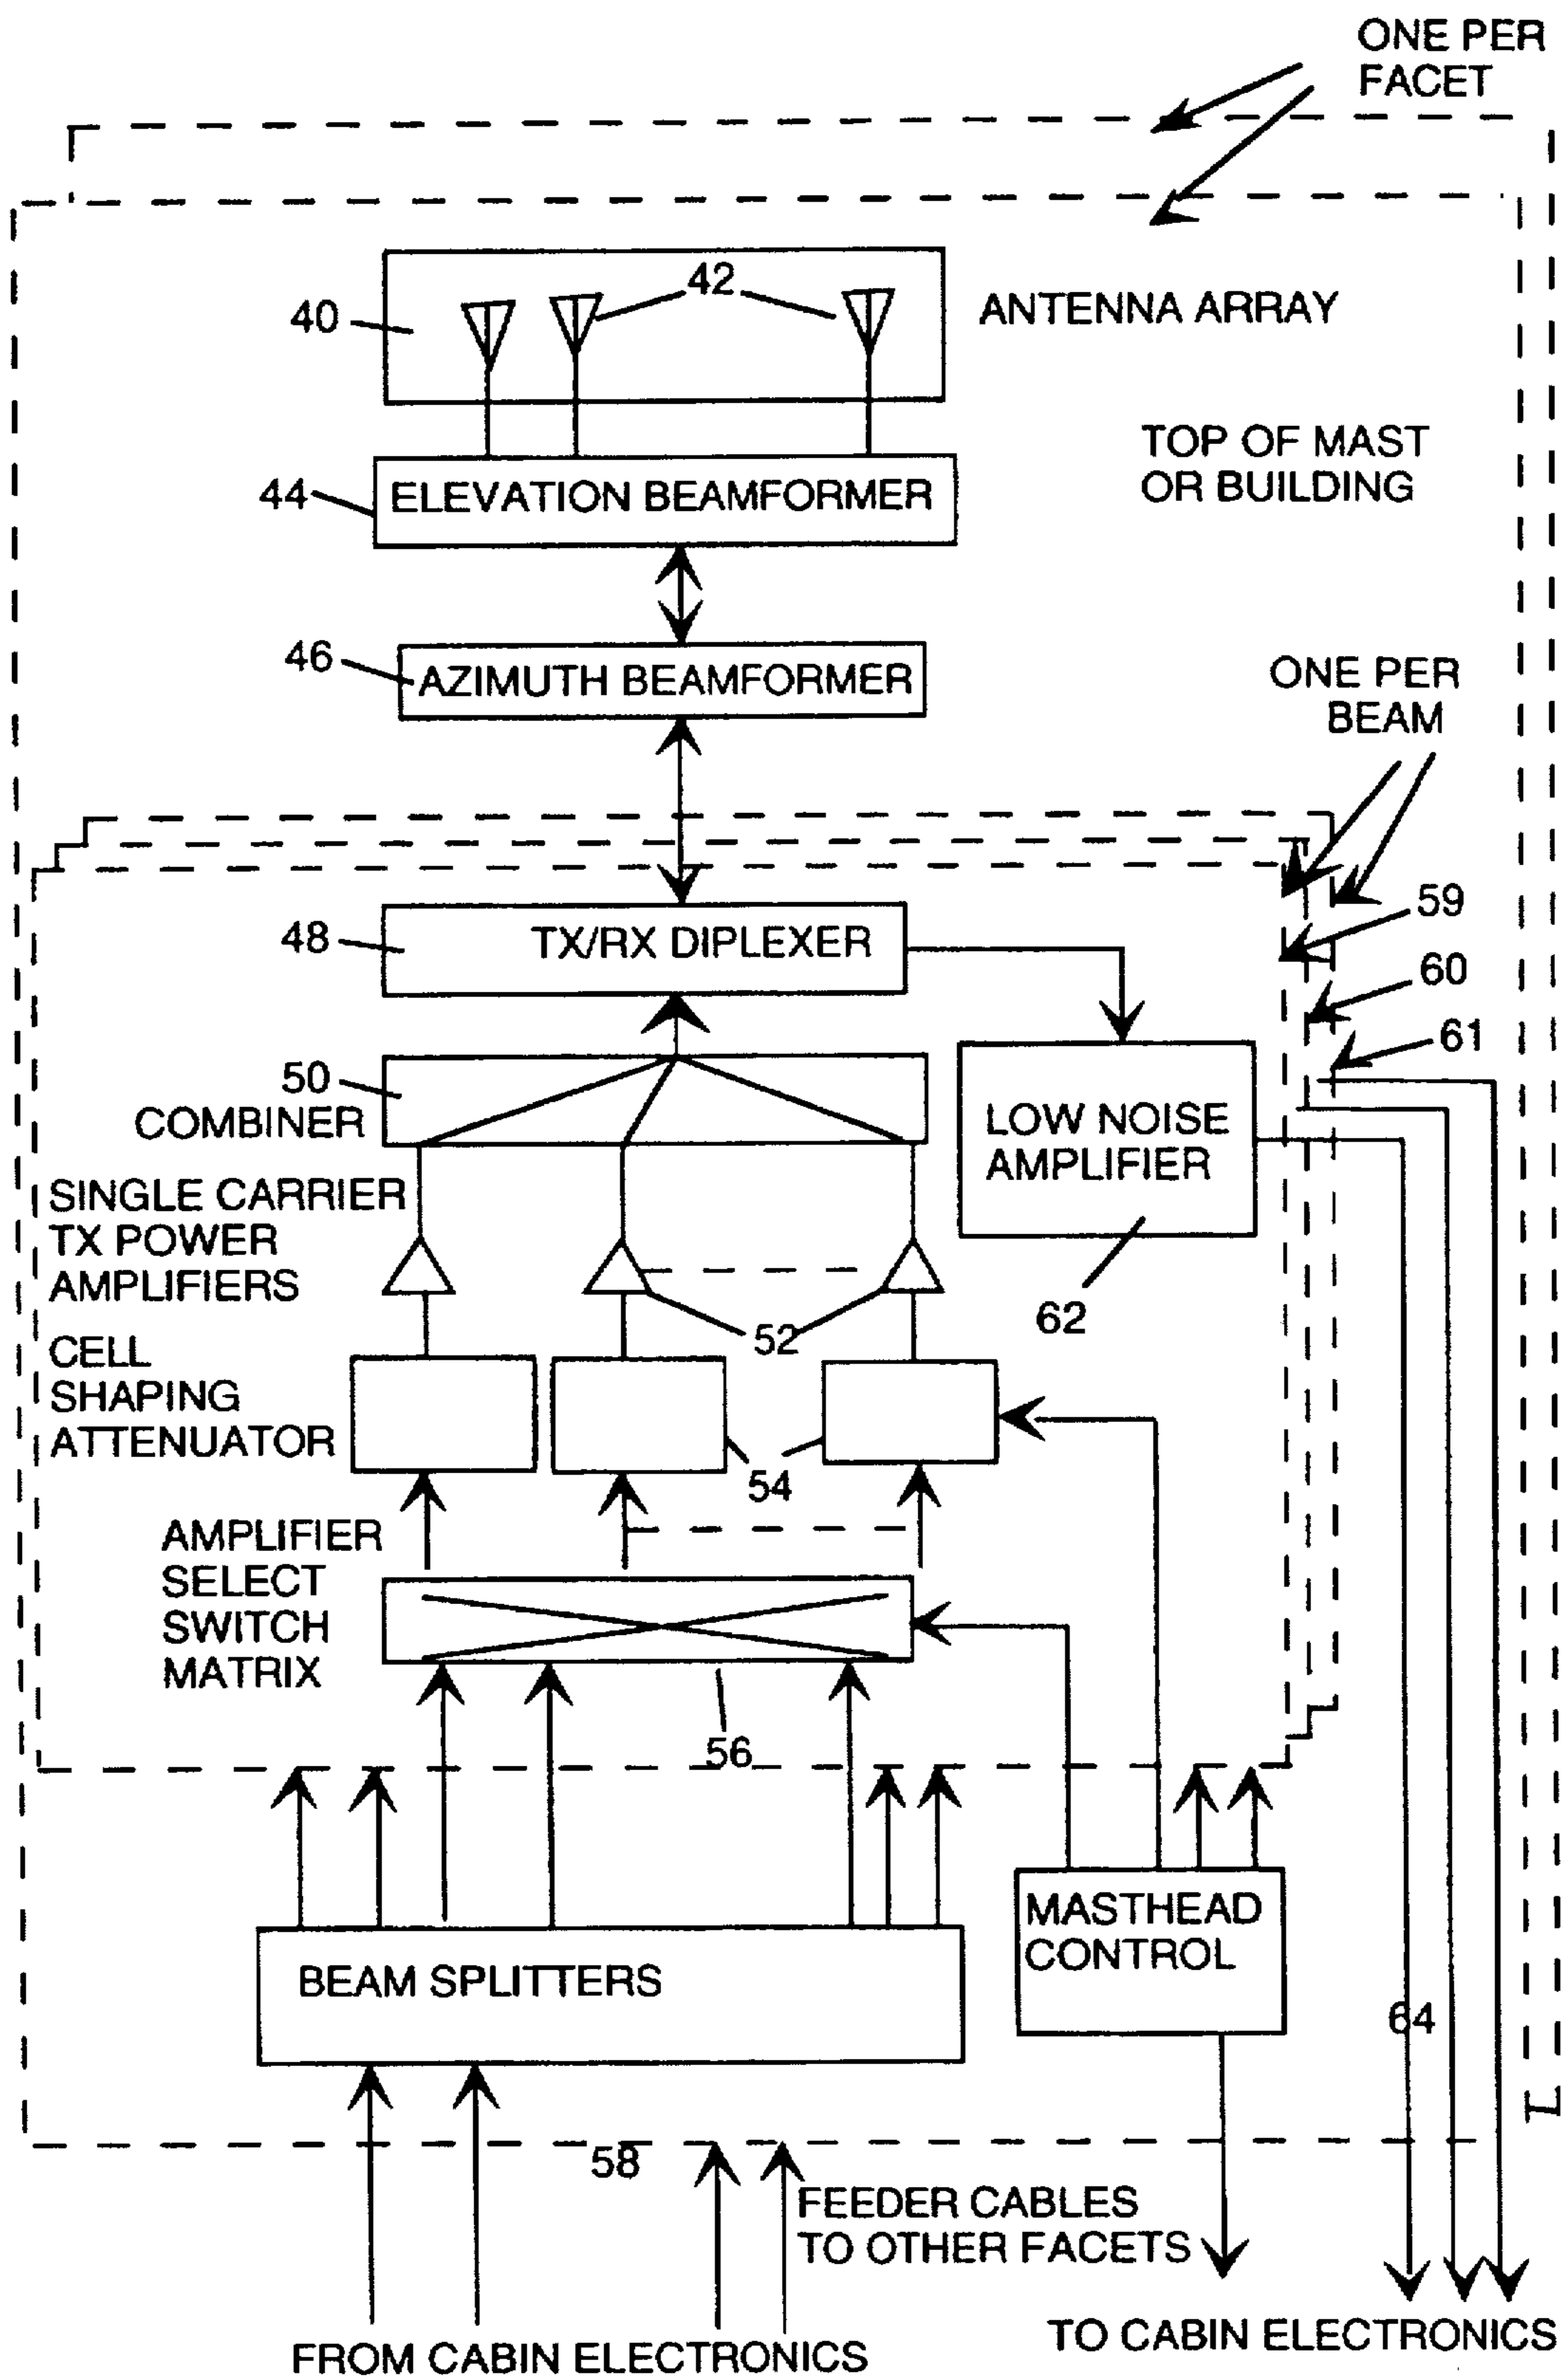 ONE PER
FACET
42
40
ANTENNA ARRAY
TOP OF MAST
OR BUILDING
44
ELEVATION BEAMFORMER
46
AZIMUTH BEAMFORMER
ONE PER
BEAM
48
TX/RX DIPLEXER
59
60
61
50
COMBINER
LOW NOISE
AMPLIFIER
SINGLE CARRIER
TX POWER
AMPLIFIERS
62
52
CELL
SHAPING
ATTENUATOR
54
AMPLIFIER
SELECT
SWITCH
MATRIX
56
MASTHEAD
CONTROL
BEAM SPLITTERS
64
58
FEEDER CABLES
TO OTHER FACETS
TO CABIN ELECTRONICS
FROM CABIN ELECTRONICS